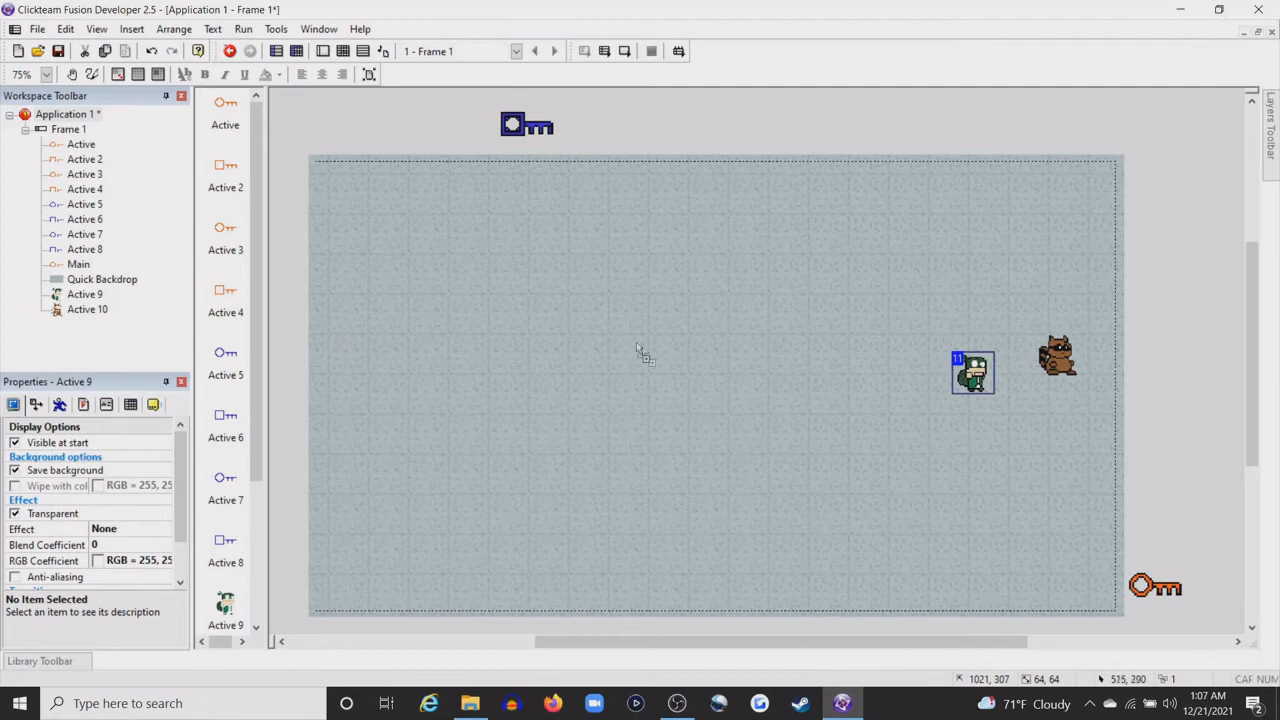 Clickteam Fusion Developer 2.5 - [Application 1 - Frame 1*]
File Edit View Insert Arrange Text Run Tools Window Help
1 - Frame 1
75%
B I U
Workspace Toolbar
Application 1 *
Frame 1
Active
Active 2
Active 3
Active 4
Active 5
Active 6
Active 7
Active 8
Main
Quick Backdrop
Active 9
Active 10
Properties - Active 9
Display Options
Visible at start
Background options
Save background
Wipe with col RGB = 255, 25
Effect
Transparent
Effect None
Blend Coefficient 0
RGB Coefficient RGB = 255, 25
Anti-aliasing
No Item Selected
Select an item to see its description
Library Toolbar
Active
Active 2
Active 3
Active 4
Active 5
Active 6
Active 7
Active 8
Active 9
11
Layers Toolbar
1021, 307 64, 64 515, 290 1 CAP NUM
Type here to search
71°F Cloudy
1:07 AM
12/21/2021
2